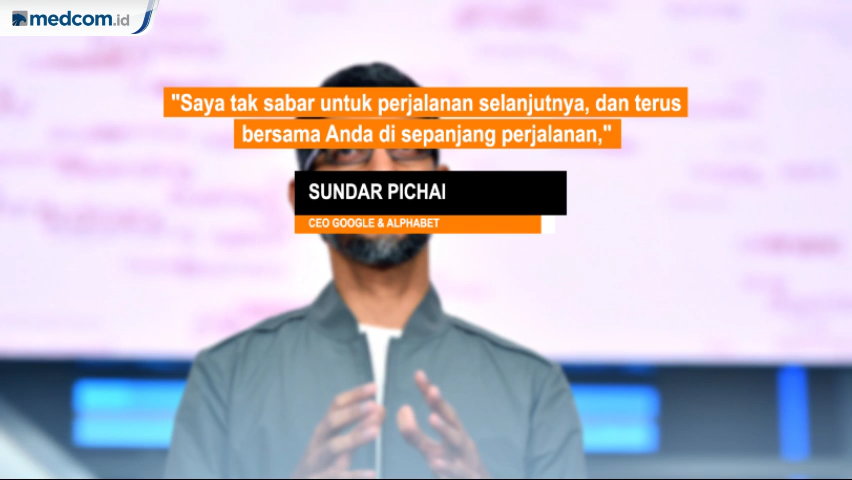 medcom.id
"Saya tak sabar untuk perjalanan selanjutnya, dan terus
bersama Anda di sepanjang perjalanan,"
SUNDAR PICHAI
CEO GOOGLE & ALPHABET